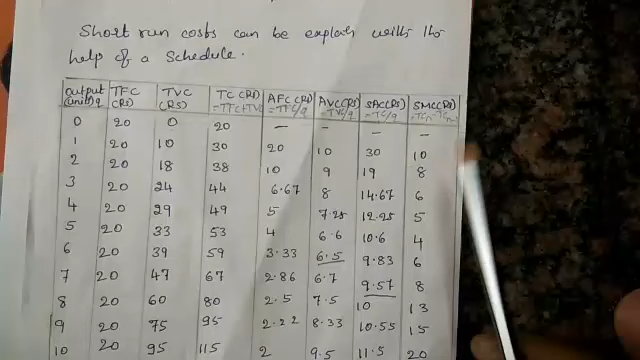 Short run costs can be explain with the
help of a Schedule.
output (units) q TFC (RS) TVC (RS) TC (RS) =TFC+TVC AFC (RS) =TFC/q AVC (RS) =TVC/q SAC (RS) =TC/q SMC (RS)
0 20 0 20 — — — —
1 20 10 30 20 10 30 10
2 20 18 38 10 9 19 8
3 20 24 44 6.67 8 14.67 6
4 20 29 49 5 7.25 12.25 5
5 20 33 53 4 6.6 10.6 4
6 20 39 59 3.33 6.5 9.83 6
7 20 47 67 2.86 6.7 9.57 8
8 20 60 80 2.5 7.5 10 13
9 20 75 95 2.22 8.33 10.55 15
10 20 95 115 2 9.5 11.5 20